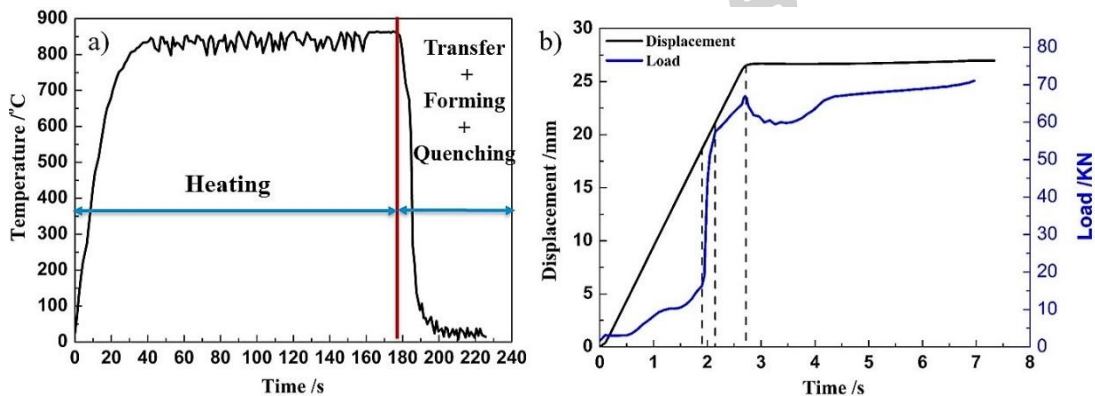 a)
900
800
700
600
500
400
300
200
100
0
Temperature /°C
Heating
Transfer
+
Forming
+
Quenching
0 20 40 60 80 100 120 140 160 180 200 220 240
Time /s
b)
Displacement
Load
30
25
20
15
10
5
0
Displacement /mm
80
70
60
50
40
30
20
10
0
Load /KN
0 1 2 3 4 5 6 7 8
Time /s